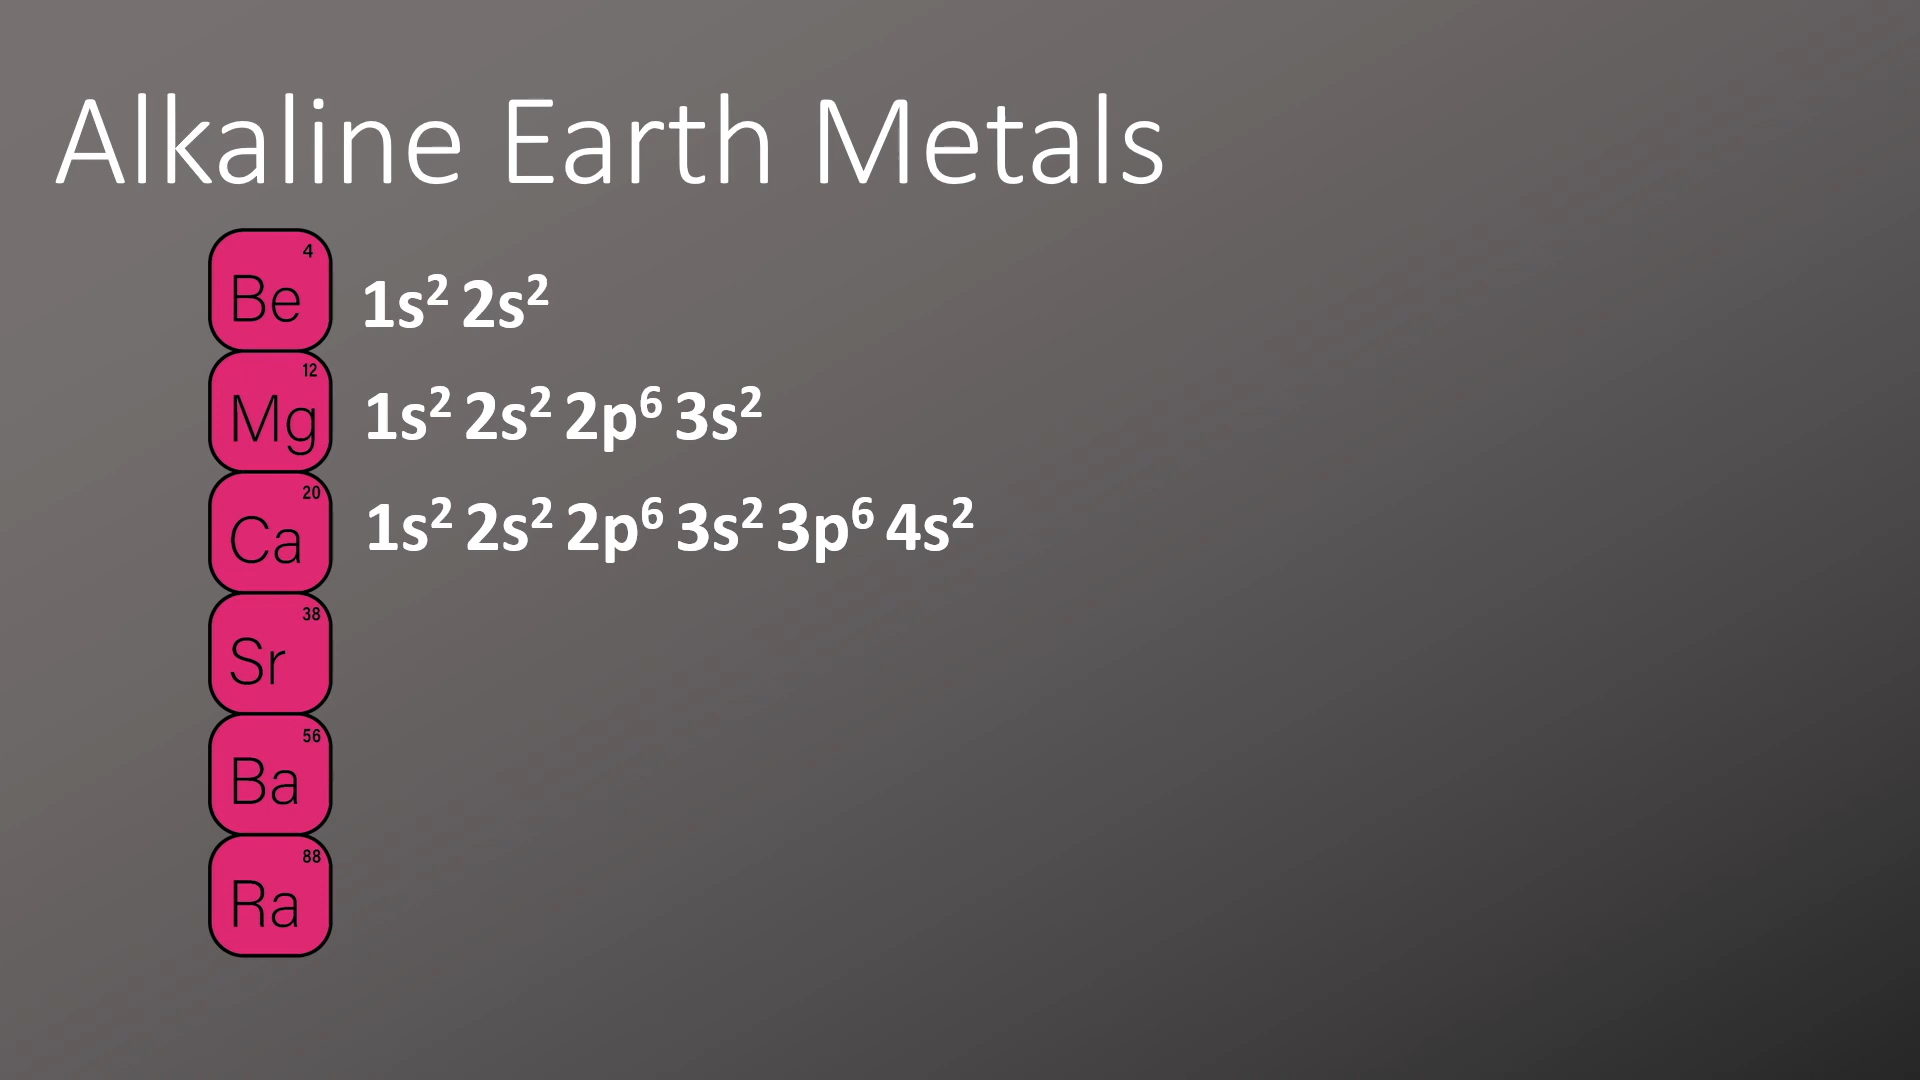 Alkaline Earth Metals
4
Be 1s² 2s²
12
Mg 1s² 2s² 2p⁶ 3s²
20
Ca 1s² 2s² 2p⁶ 3s² 3p⁶ 4s²
38
Sr
56
Ba
88
Ra